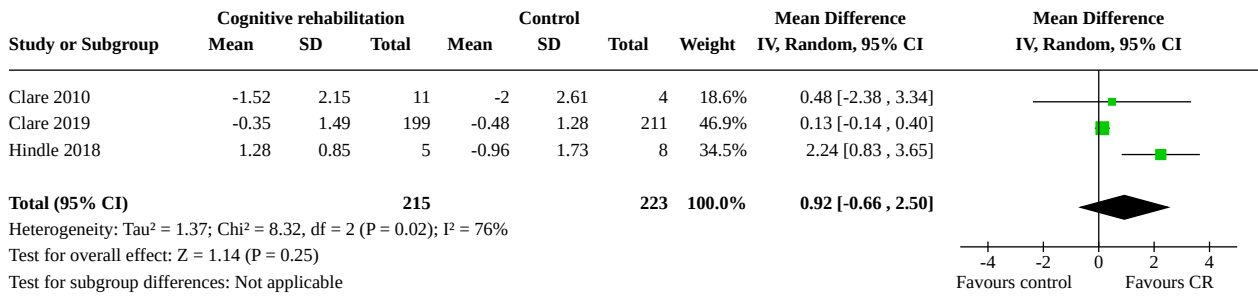 Cognitive rehabilitation Control Mean Difference Mean Difference
Study or Subgroup Mean SD Total Mean SD Total Weight IV, Random, 95% CI IV, Random, 95% CI
Clare 2010 -1.52 2.15 11 -2 2.61 4 18.6% 0.48 [-2.38 , 3.34]
Clare 2019 -0.35 1.49 199 -0.48 1.28 211 46.9% 0.13 [-0.14 , 0.40]
Hindle 2018 1.28 0.85 5 -0.96 1.73 8 34.5% 2.24 [0.83 , 3.65]
Total (95% CI) 215 223 100.0% 0.92 [-0.66 , 2.50]
Heterogeneity: Tau² = 1.37; Chi² = 8.32, df = 2 (P = 0.02); I² = 76%
Test for overall effect: Z = 1.14 (P = 0.25) -4 -2 0 2 4
Test for subgroup differences: Not applicable Favours control Favours CR